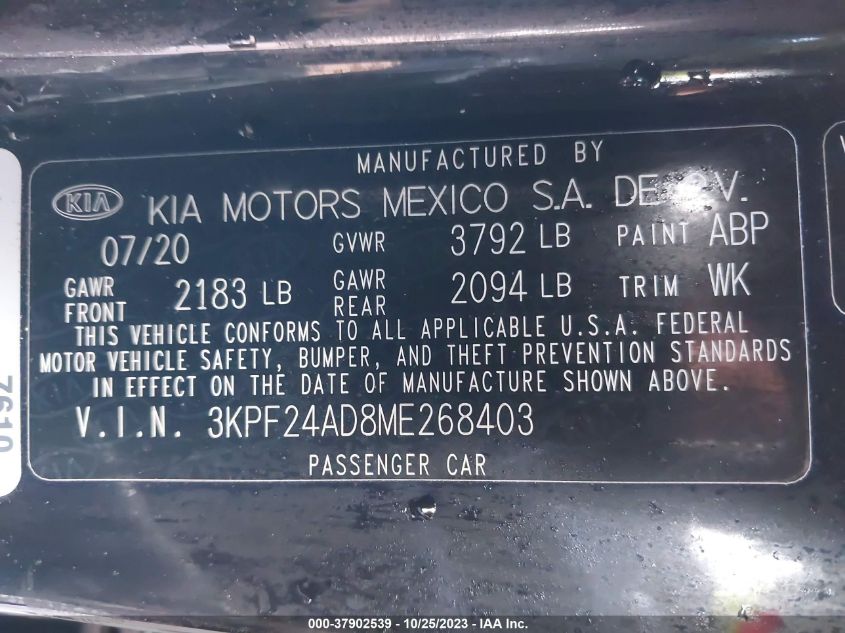 MANUFACTURED BY
KIA KIA MOTORS MEXICO S.A. DE V.
07/20 GVWR 3792 LB PAINT ABP
GAWR FRONT 2183 LB GAWR REAR 2094 LB TRIM WK
THIS VEHICLE CONFORMS TO ALL APPLICABLE U.S.A. FEDERAL
MOTOR VEHICLE SAFETY, BUMPER, AND THEFT PREVENTION STANDARDS
IN EFFECT ON THE DATE OF MANUFACTURE SHOWN ABOVE.
V.I.N. 3KPF24AD8ME268403
PASSENGER CAR
000-37902539 - 10/25/2023 - IAA Inc.